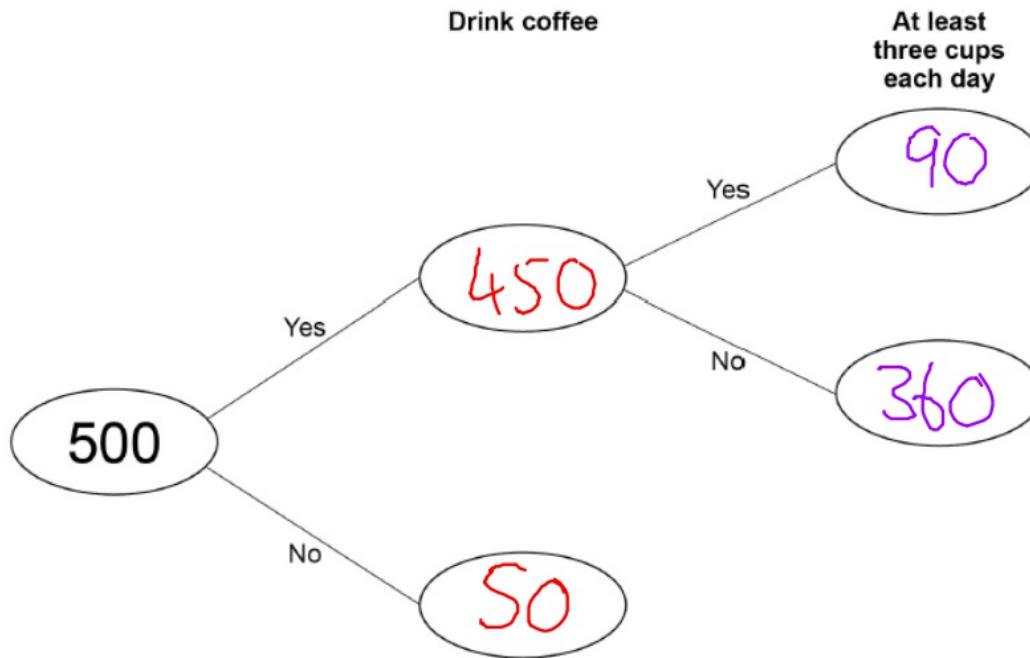 Drink coffee
At least
three cups
each day
90
Yes
450
Yes
No
360
500
No
50